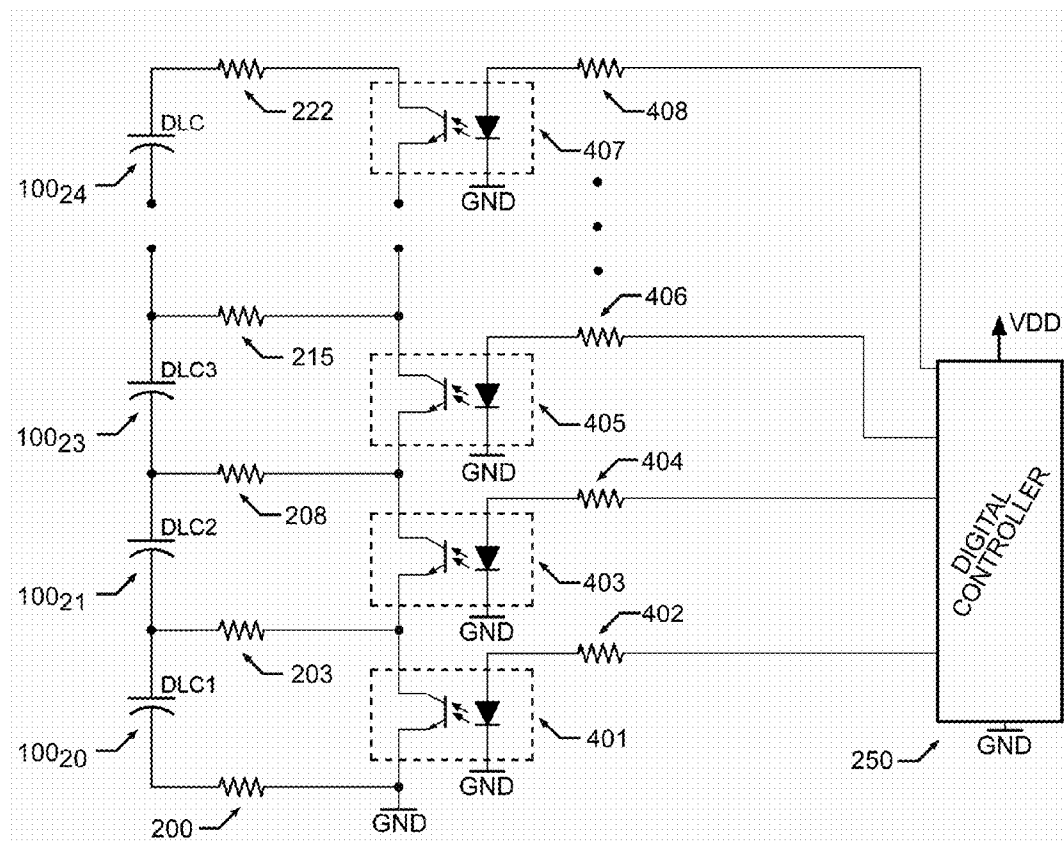 222
408
DLC
407
100₂₄
GND
406
VDD
215
DLC3
405
100₂₃
GND
404
208
DLC2
DIGITAL
CONTROLLER
403
100₂₁
GND
402
203
DLC1
401
100₂₀
GND
250
GND
200
GND